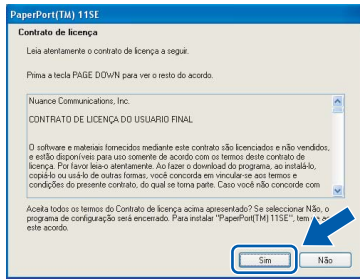 PaperPort(TM) 11SE
Contrato de licença
Leia atentamente o contrato de licença a seguir.
Prima a tecla PAGE DOWN para ver o resto do acordo.
Nuance Communications, Inc.
CONTRATO DE LICENÇA DO USUARIO FINAL
O software e materiais fornecidos mediante este contrato são licenciados e não vendidos,
e estão disponíveis para uso somente de acordo com os termos deste contrato de
licença. Por favor leia-o atentamente. Ao fazer o download do programa, ao instalá-lo,
copiá-lo ou usá-lo de outras formas, você concorda em vincular-se aos termos e
condições do presente contrato, do qual se torna parte. Caso você não concorde com
Aceita todos os termos do Contrato de licença acima apresentado? Se seleccionar Não, o
programa de configuração será encerrado. Para instalar "PaperPort(TM) 11SE", tem
este acordo.
Sim
Não